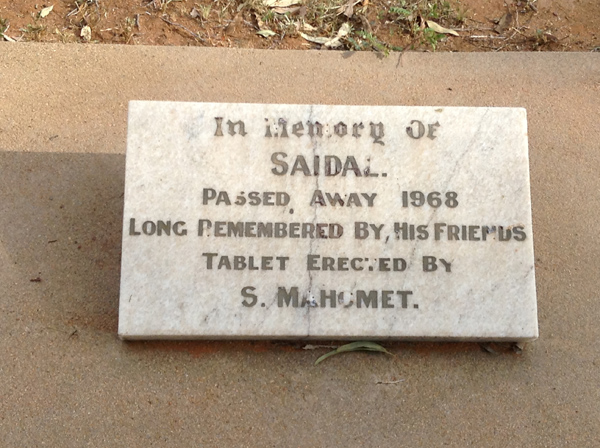 In Memory Of
SAIDAL.
PASSED AWAY 1968
LONG REMEMBERED BY, HIS FRIENDS
TABLET ERECTED BY
S. MAHOMET.